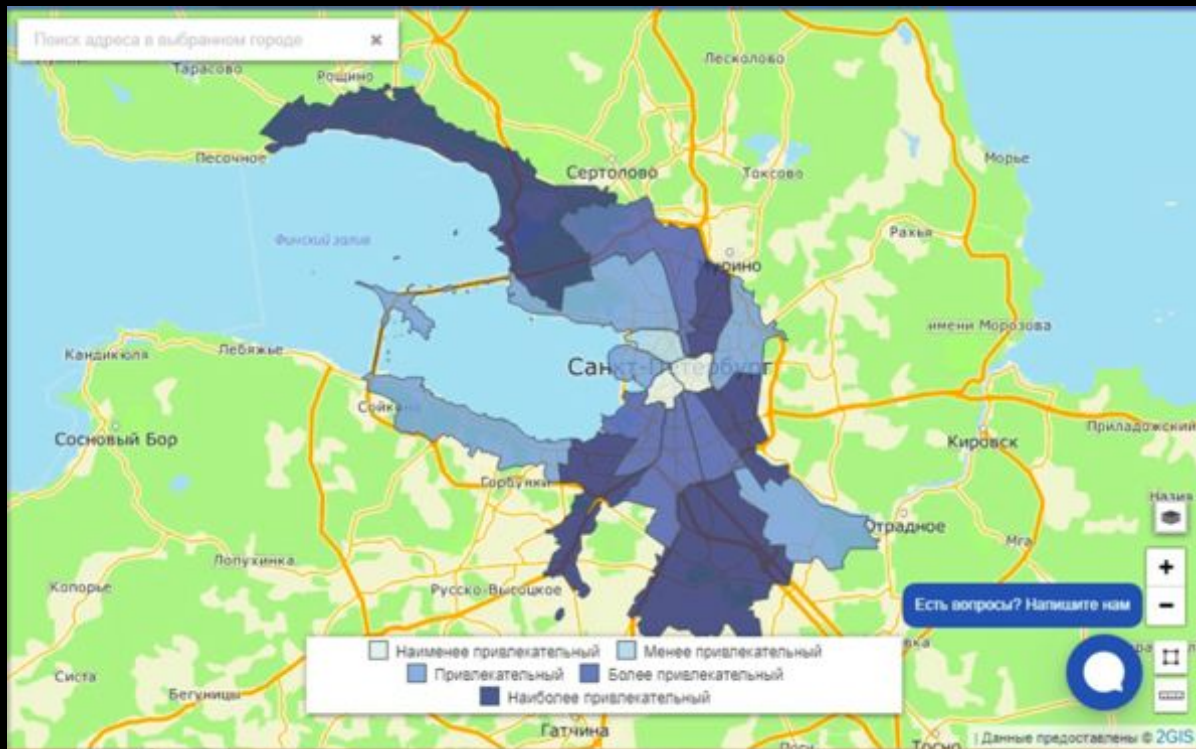 Поиск адреса в выбранном городе ×
Тарасово
Рощино
Лесколово
Песочное
Сертолово
Токсово
Морье
Финский залив
Рахья
имени Морозова
Санкт-Петербург
Кандикюля
Лебяжье
Сосновый Бор
Кировск
Приладожский
Горбунки
Назия
Отрадное
Мга
Лопухинка
Копорье
Русско-Высоцкое
+
Есть вопросы? Напишите нам
−
Наименее привлекательный
Менее привлекательный
Привлекательный
Более привлекательный
Наиболее привлекательный
Систа
Бегуницы
Гатчина
Тосно
| Данные предоставлены © 2GIS